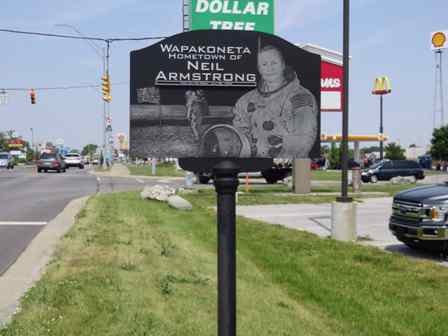 DOLLAR
TREE
WAPAKONETA
HOMETOWN OF
NEIL
ARMSTRONG